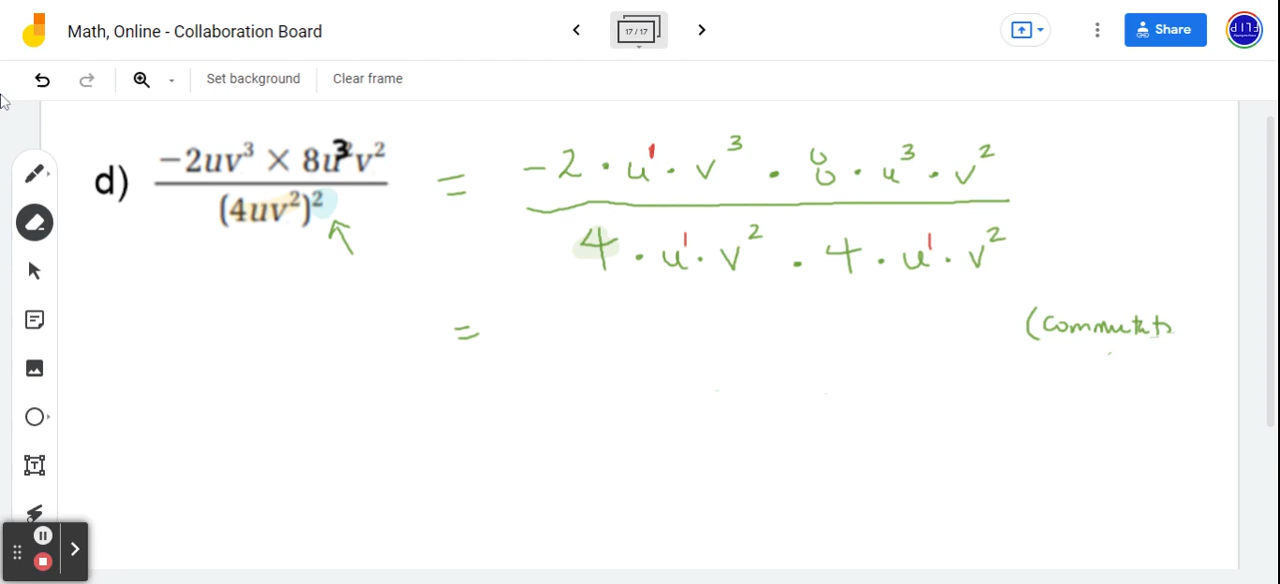 Math, Online - Collaboration Board
17 / 17
Share
Set background
Clear frame
d) −2uv³ × 8u³v² / (4uv²)² = −2 · u¹ · v³ · 8 · u³ · v² / 4 · u¹ · v² · 4 · u¹ · v²
=